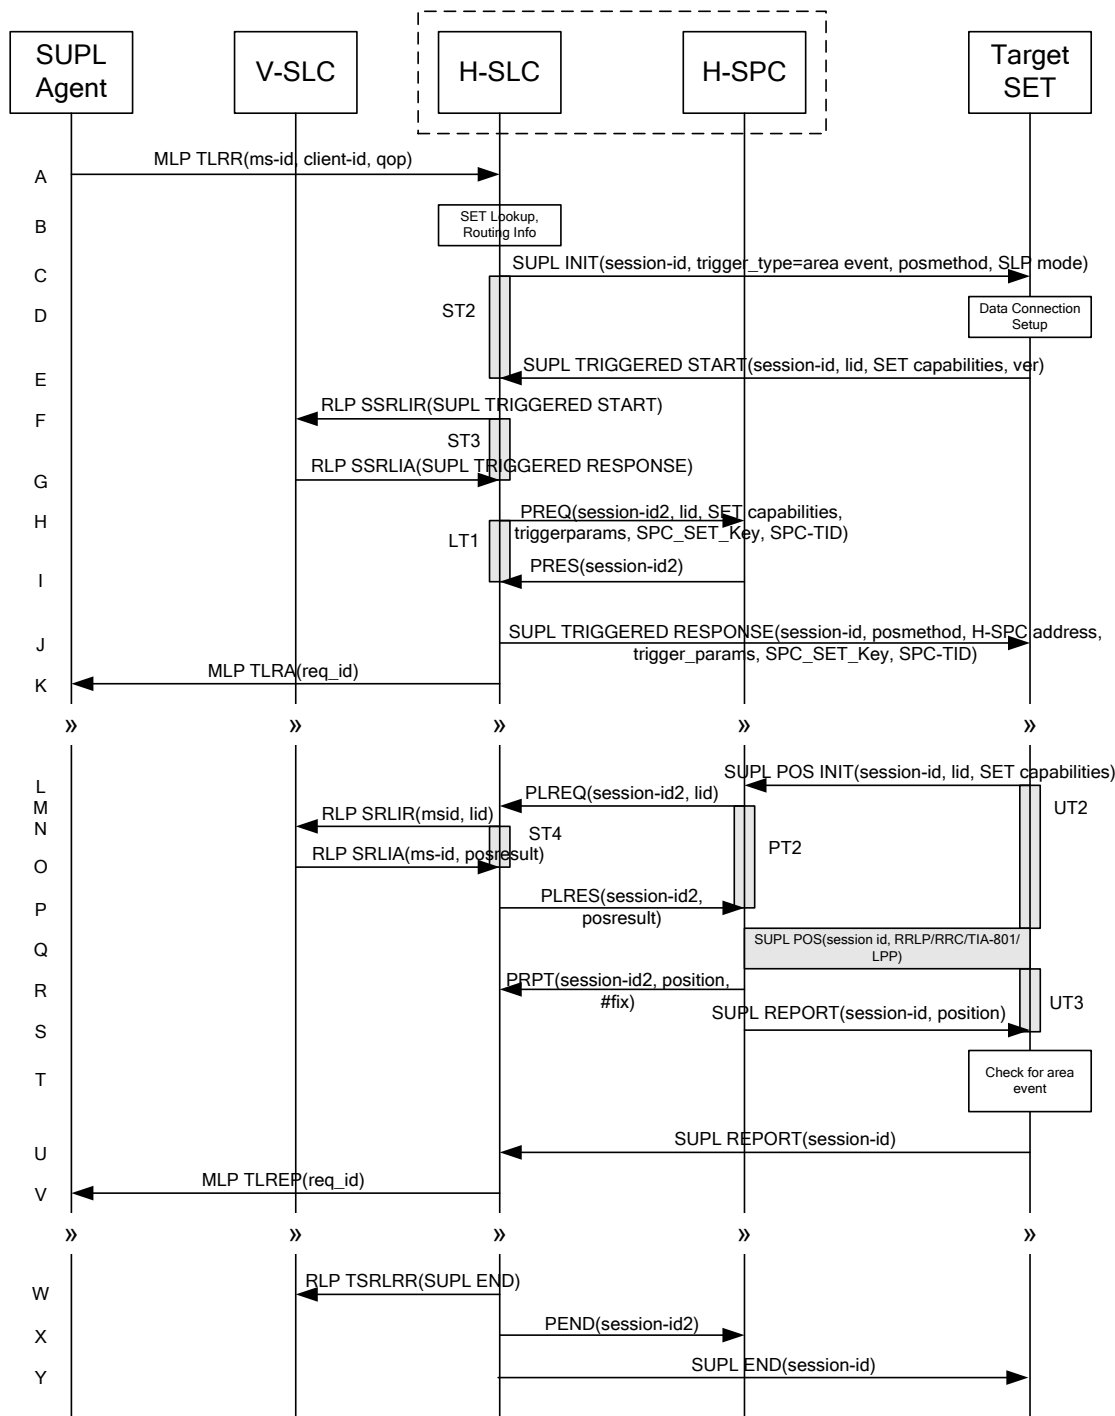 SUPL
Agent
V-SLC
H-SLC
H-SPC
Target
SET
A
MLP TLRR(ms-id, client-id, qop)
B
SET Lookup,
Routing Info
C
SUPL INIT(session-id, trigger_type=area event, posmethod, SLP mode)
D
ST2
Data Connection
Setup
E
SUPL TRIGGERED START(session-id, lid, SET capabilities, ver)
F
RLP SSRLIR(SUPL TRIGGERED START)
ST3
G
RLP SSRLIA(SUPL TRIGGERED RESPONSE)
H
PREQ(session-id2, lid, SET capabilities,
triggerparams, SPC_SET_Key, SPC-TID)
LT1
I
PRES(session-id2)
J
SUPL TRIGGERED RESPONSE(session-id, posmethod, H-SPC address,
trigger_params, SPC_SET_Key, SPC-TID)
K
MLP TLRA(req_id)
» » » » »
L
SUPL POS INIT(session-id, lid, SET capabilities)
M
PLREQ(session-id2, lid)
N
RLP SRLIR(msid, lid)
ST4
UT2
O
RLP SRLIA(ms-id, posresult)
PT2
P
PLRES(session-id2,
posresult)
Q
SUPL POS(session id, RRLP/RRC/TIA-801/
LPP)
R
PRPT(session-id2, position,
#fix)
UT3
S
SUPL REPORT(session-id, position)
T
Check for area
event
U
SUPL REPORT(session-id)
V
MLP TLREP(req_id)
» » » » »
W
RLP TSRLRR(SUPL END)
X
PEND(session-id2)
Y
SUPL END(session-id)